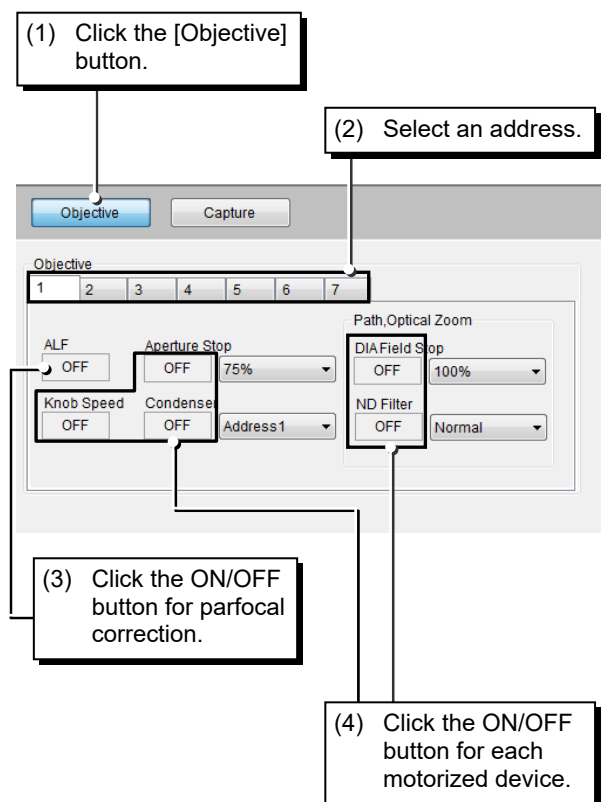 (1) Click the [Objective]
button.
(2) Select an address.
Objective Capture
Objective
1 2 3 4 5 6 7
Path,Optical Zoom
ALF Aperture Stop DIA Field Stop
OFF OFF 75% OFF 100%
Knob Speed Condenser ND Filter
OFF OFF Address1 OFF Normal
(3) Click the ON/OFF
button for parfocal
correction.
(4) Click the ON/OFF
button for each
motorized device.